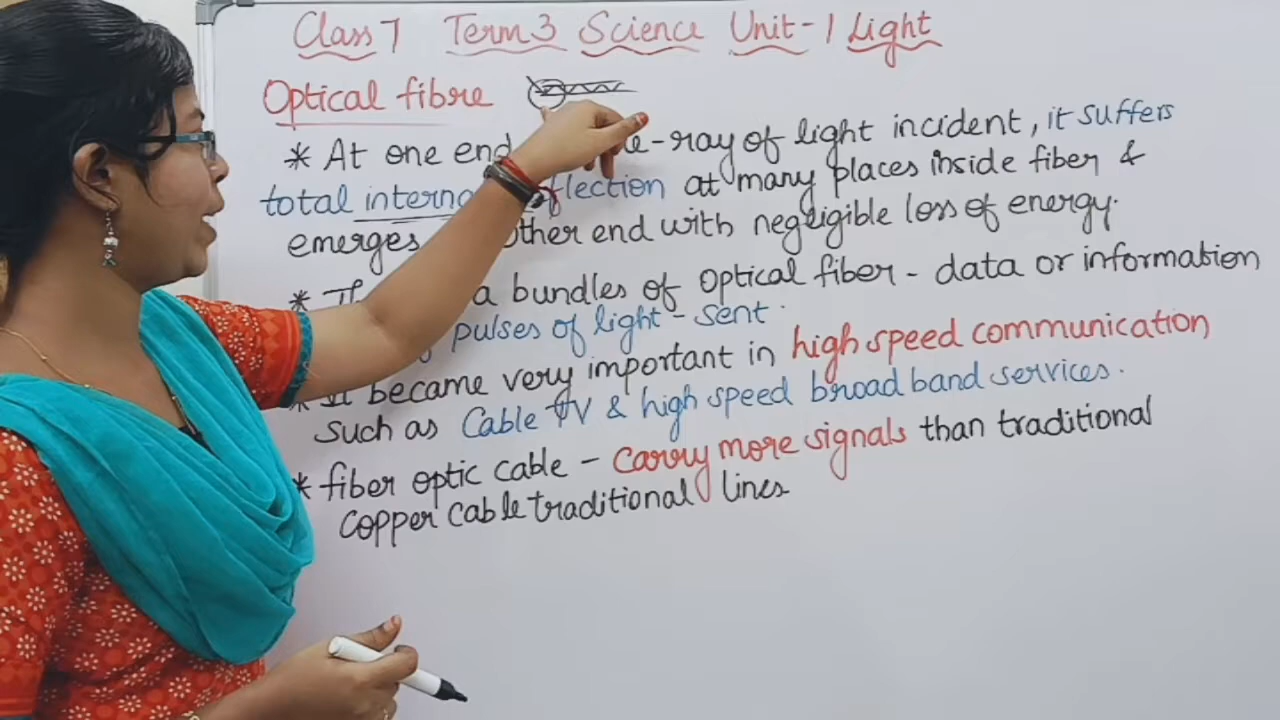 Class 7 Term 3 Science Unit-1 Light
Optical fibre
* At one end -ray of light incident, it suffers
total internal reflection at many places inside fiber &
emerges other end with negligible loss of energy.
* a bundles of optical fiber - data or information
pulses of light - sent.
* It became very important in high speed communication,
such as Cable TV & high speed broad band services.
* fiber optic cable - carry more signals than traditional
copper cable traditional lines